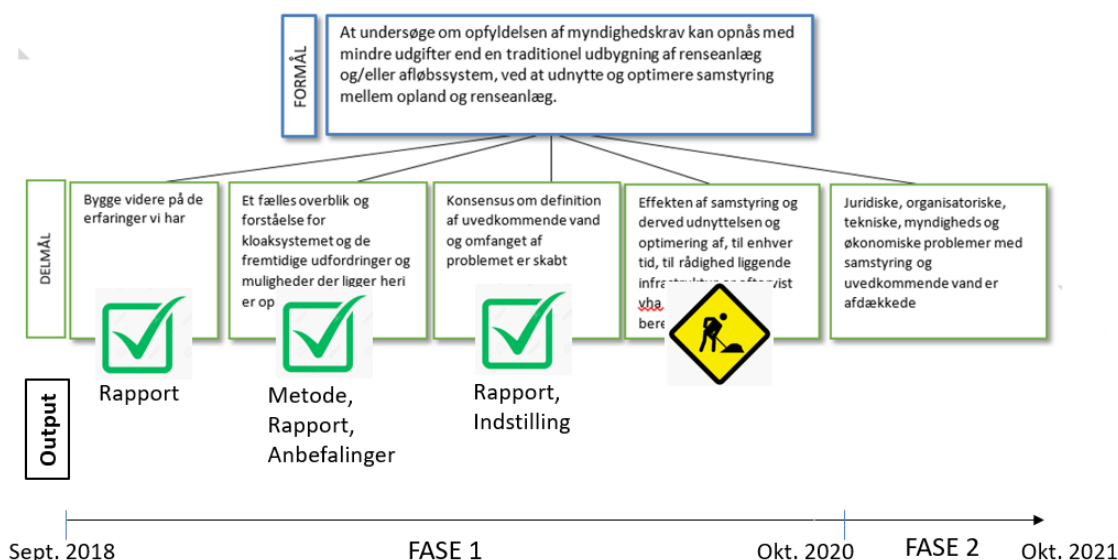 FORMÅL
At undersøge om opfyldelsen af myndighedskrav kan opnås med
mindre udgifter end en traditionel udbygning af renseanlæg
og/eller afløbssystem, ved at udnytte og optimere samstyring
mellem opland og renseanlæg.
DELMÅL
Bygge videre på de
erfaringer vi har
Et fælles overblik og
forståelse for
kloaksystemet og de
fremtidige udfordringer og
muligheder der ligger heri
er op
Konsensus om definition
af uvedkommende vand
og omfanget af
problemet er skabt
Effekten af samstyring og
derved udnyttelsen og
optimering af, til enhver
tid, til rådighed liggende
vha
bere
Juridiske, organisatoriske,
tekniske, myndigheds og
økonomiske problemer med
samstyring og
uvedkommende vand er
afdækkede
Output
Rapport
Metode,
Rapport,
Anbefalinger
Rapport,
Indstilling
Sept. 2018
FASE 1
Okt. 2020
FASE 2
Okt. 2021